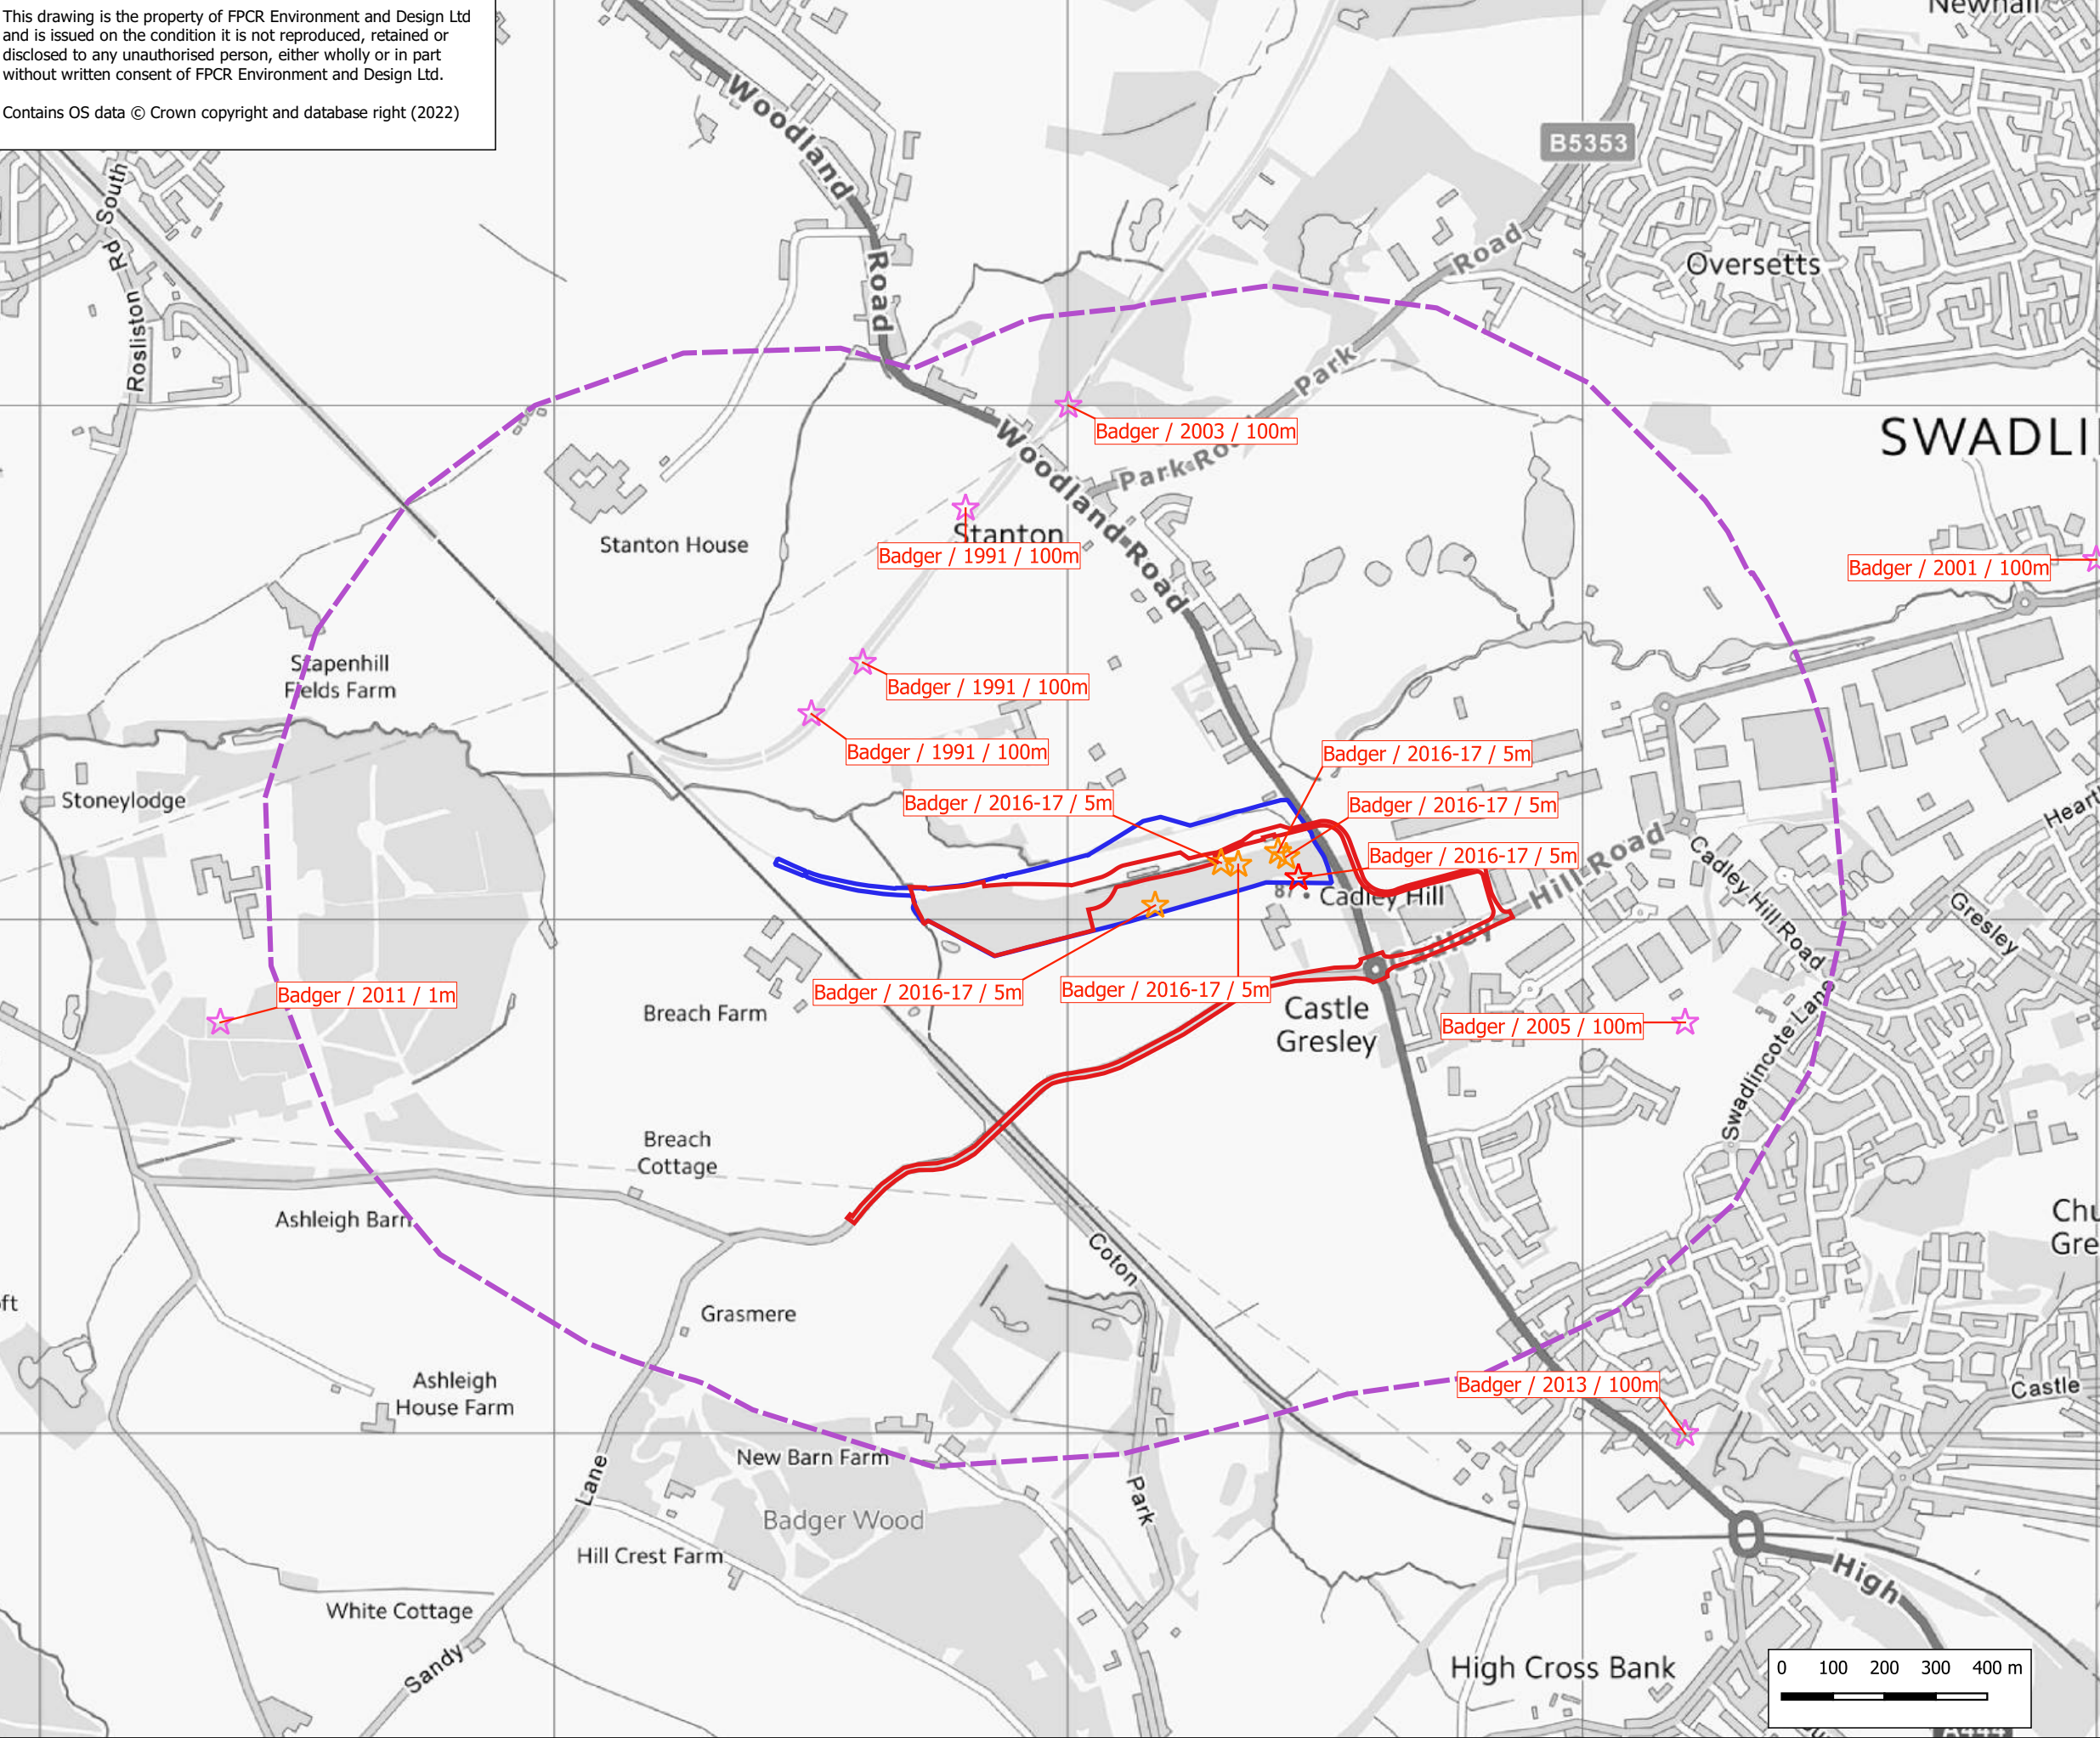 This drawing is the property of FPCR Environment and Design Ltd
and is issued on the condition it is not reproduced, retained or
disclosed to any unauthorised person, either wholly or in part
without written consent of FPCR Environment and Design Ltd.
Contains OS data © Crown copyright and database right (2022)
Newhall
Woodland
Road
B5353
Rosliston Rd South
Oversetts
Road
Park
SWADLI
Badger / 2003 / 100m
Park Ro
Woodland Road
Stanton
Stanton House
Badger / 1991 / 100m
Badger / 2001 / 100m
Stapenhill
Fields Farm
Badger / 1991 / 100m
Badger / 1991 / 100m
Badger / 2016-17 / 5m
Stoneylodge
Badger / 2016-17 / 5m
Badger / 2016-17 / 5m
Heart
Badger / 2016-17 / 5m
Hill Road
Cadley Hill Road
Cadley Hill
Gresley
Badger / 2016-17 / 5m
Badger / 2016-17 / 5m
Badger / 2011 / 1m
Breach Farm
Castle
Gresley
Badger / 2005 / 100m
Swadlincote Lane
Breach
Cottage
Ashleigh Barn
Chu
Gre
Coton
Park
Grasmere
oft
Ashleigh
House Farm
Badger / 2013 / 100m
Castle
New Barn Farm
Badger Wood
Hill Crest Farm
Sandy
Lane
White Cottage
High
High Cross Bank
0 100 200 300 400 m
A444